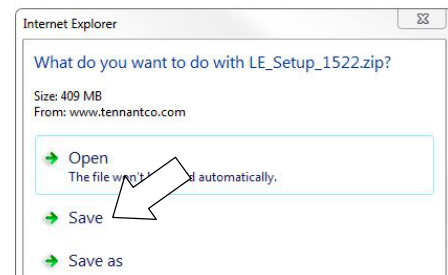 Internet Explorer
What do you want to do with LE_Setup_1522.zip?
Size: 409 MB
From: www.tennantco.com
Open
The file won't automatically.
Save
Save as